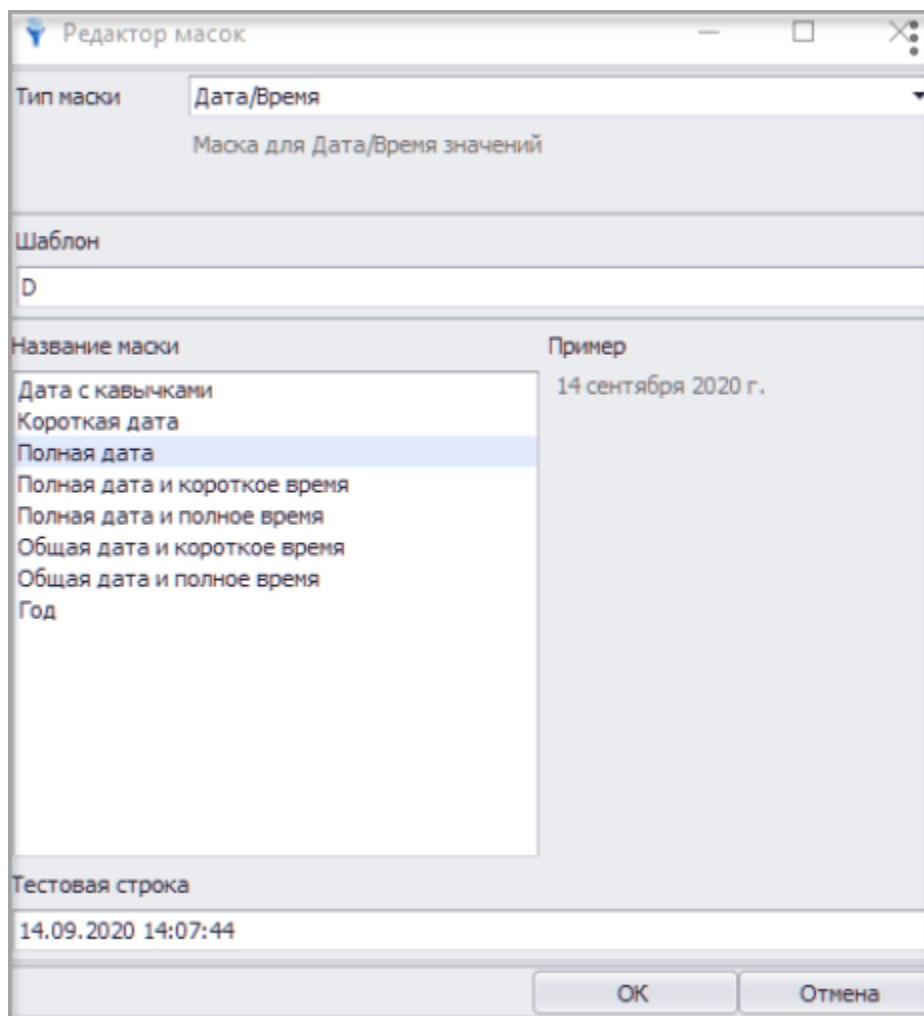 Редактор масок
Тип маски Дата/Время
Маска для Дата/Время значений
Шаблон
D
Название маски Пример
Дата с кавычками 14 сентября 2020 г.
Короткая дата
Полная дата
Полная дата и короткое время
Полная дата и полное время
Общая дата и короткое время
Общая дата и полное время
Год
Тестовая строка
14.09.2020 14:07:44
OK Отмена